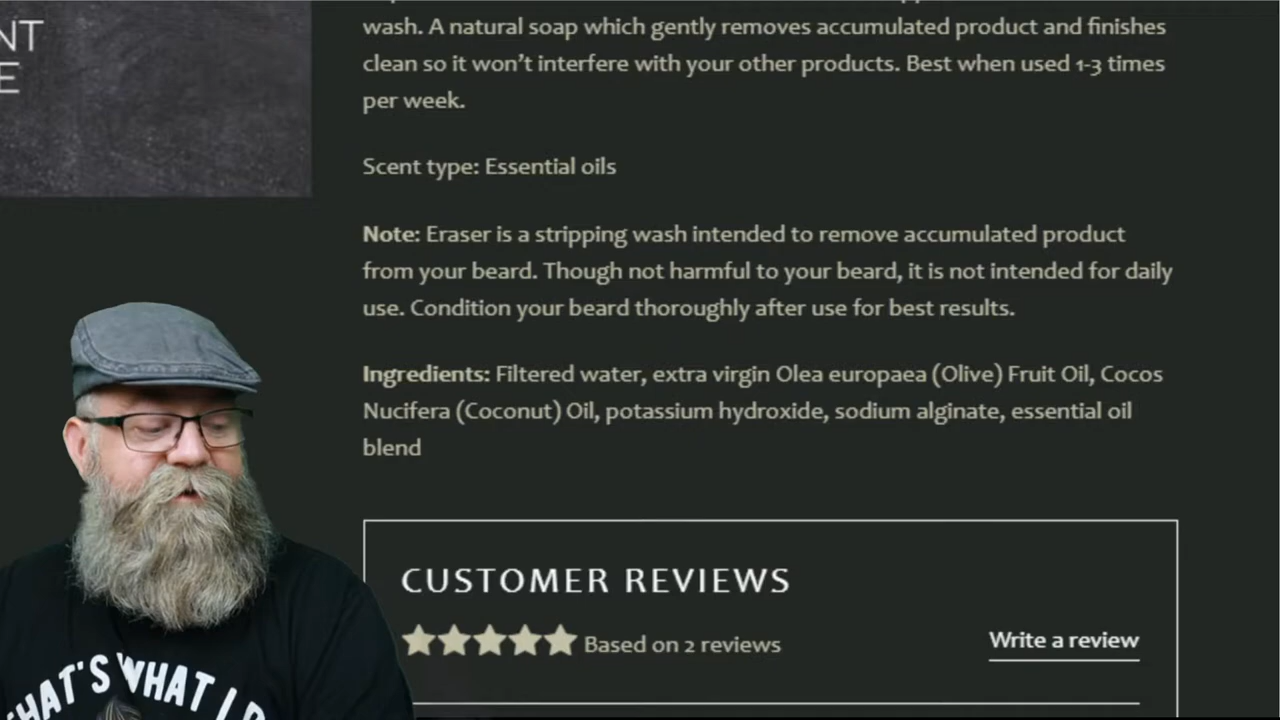 NT
E
wash. A natural soap which gently removes accumulated product and finishes
clean so it won't interfere with your other products. Best when used 1-3 times
per week.
Scent type: Essential oils
Note: Eraser is a stripping wash intended to remove accumulated product
from your beard. Though not harmful to your beard, it is not intended for daily
use. Condition your beard thoroughly after use for best results.
Ingredients: Filtered water, extra virgin Olea europaea (Olive) Fruit Oil, Cocos
Nucifera (Coconut) Oil, potassium hydroxide, sodium alginate, essential oil
blend
CUSTOMER REVIEWS
Based on 2 reviews
Write a review
THAT'S WHAT I